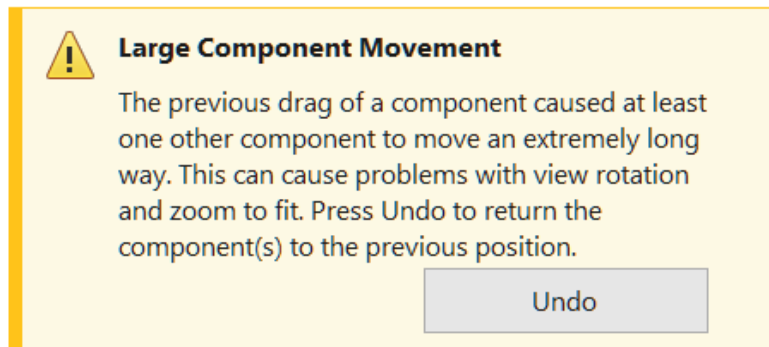 Large Component Movement
The previous drag of a component caused at least
one other component to move an extremely long
way. This can cause problems with view rotation
and zoom to fit. Press Undo to return the
component(s) to the previous position.
Undo